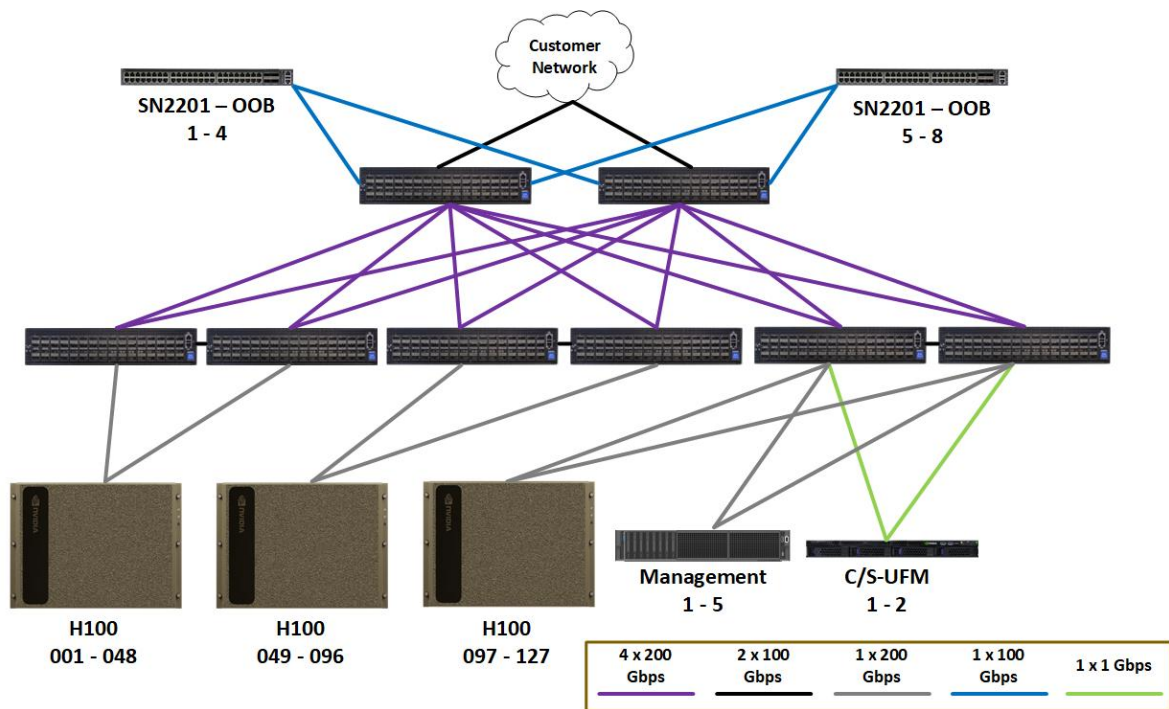 Customer
Network
SN2201 – OOB
1 - 4
SN2201 – OOB
5 - 8
H100
001 - 048
H100
049 - 096
H100
097 - 127
Management
1 - 5
C/S-UFM
1 - 2
4 x 200
Gbps
2 x 100
Gbps
1 x 200
Gbps
1 x 100
Gbps
1 x 1 Gbps